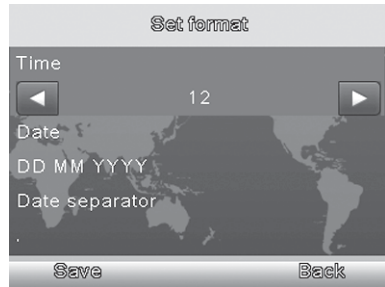 Set format
Time
12
Date
DD MM YYYY
Date separator
.
Save Back